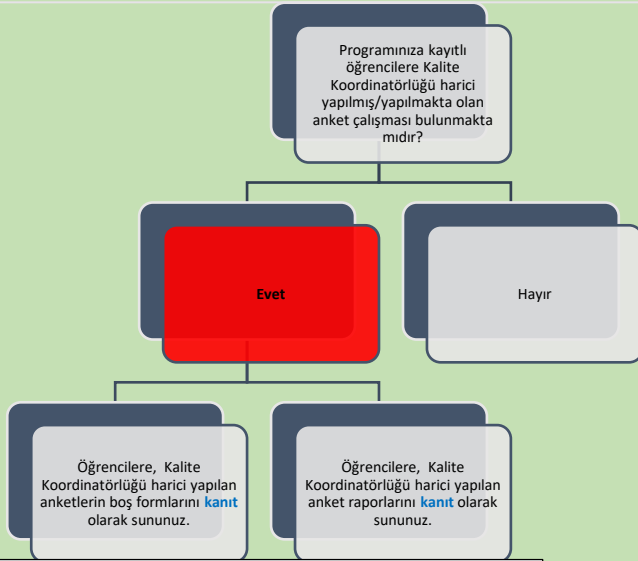 Programınıza kayıtlı
öğrencilere Kalite
Koordinatörlüğü harici
yapılmış/yapılmakta olan
anket çalışması bulunmakta
mıdır?
Evet
Hayır
Öğrencilere, Kalite
Koordinatörlüğü harici yapılan
anketlerin boş formlarını kanıt
olarak sununuz.
Öğrencilere, Kalite
Koordinatörlüğü harici yapılan
anket raporlarını kanıt olarak
sununuz.